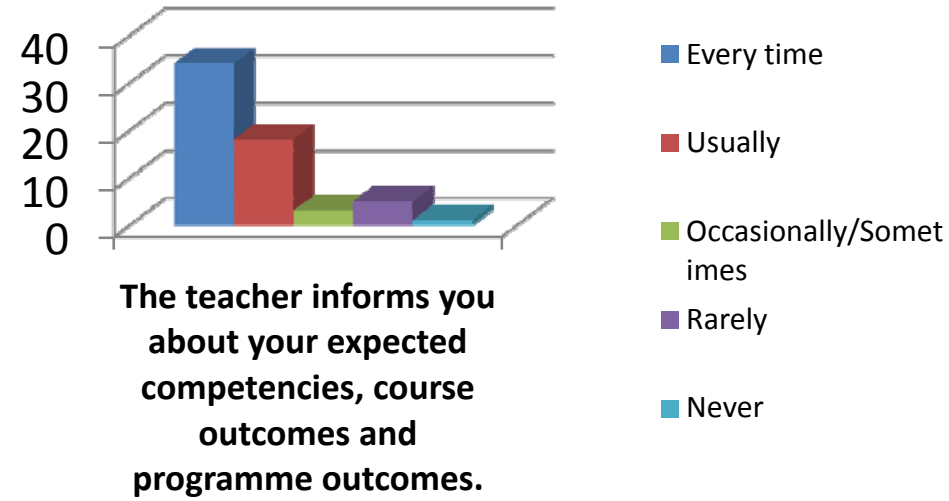 40
30
20
10
0
The teacher informs you
about your expected
competencies, course
outcomes and
programme outcomes.
Every time
Usually
Occasionally/Somet
imes
Rarely
Never